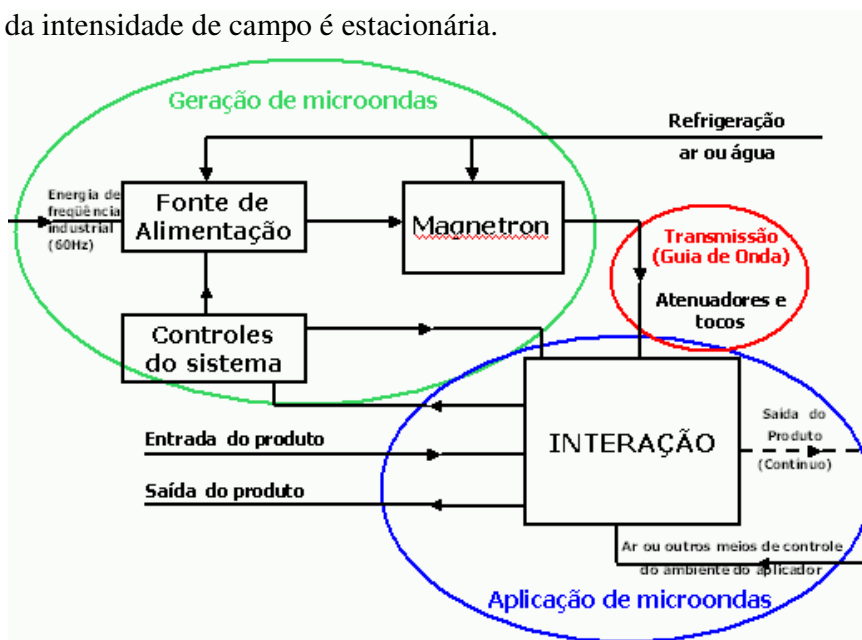 da intensidade de campo é estacionária.
Geração de microondas
Refrigeração
ar ou água
Energia de
freqüência
industrial
(60Hz)
Fonte de
Alimentação
Magnetron
Transmissão
(Guia de Onda)
Atenuadores e
tocos
Controles
do sistema
Entrada do produto
Saída do produto
INTERAÇÃO
Saída do
Produto
(Contínuo)
Ar ou outros meios de controle
do ambiente do aplicador
Aplicação de microondas